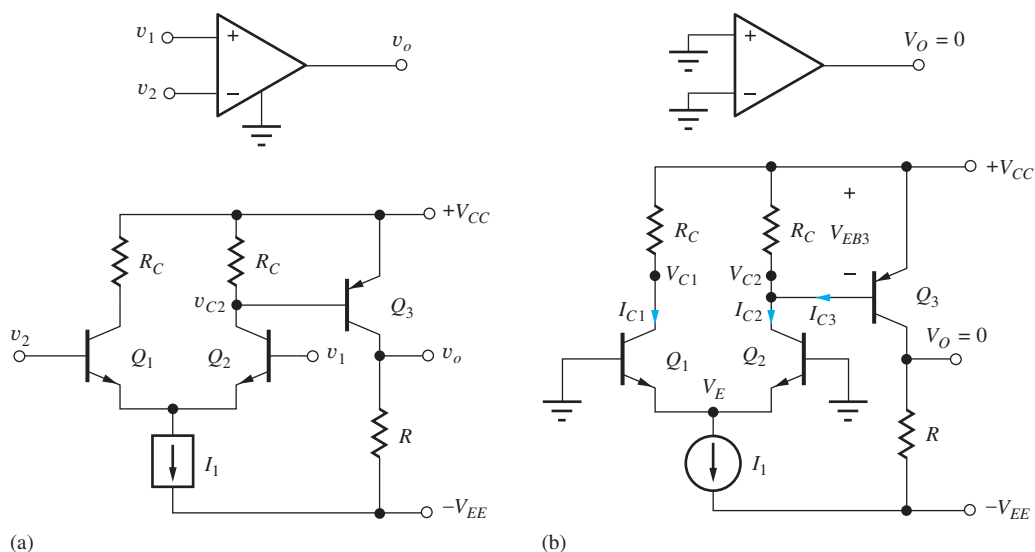 v1
+
vo
v2
−
VO = 0
+
−
+VCC
RC
RC
vC2
Q3
v2
Q1
Q2
v1
vo
R
I1
−VEE
(a)
+VCC
+
RC
RC
VEB3
VC1
VC2
−
Q3
IC1
IC2
IC3
VO = 0
Q1
Q2
VE
R
I1
−VEE
(b)